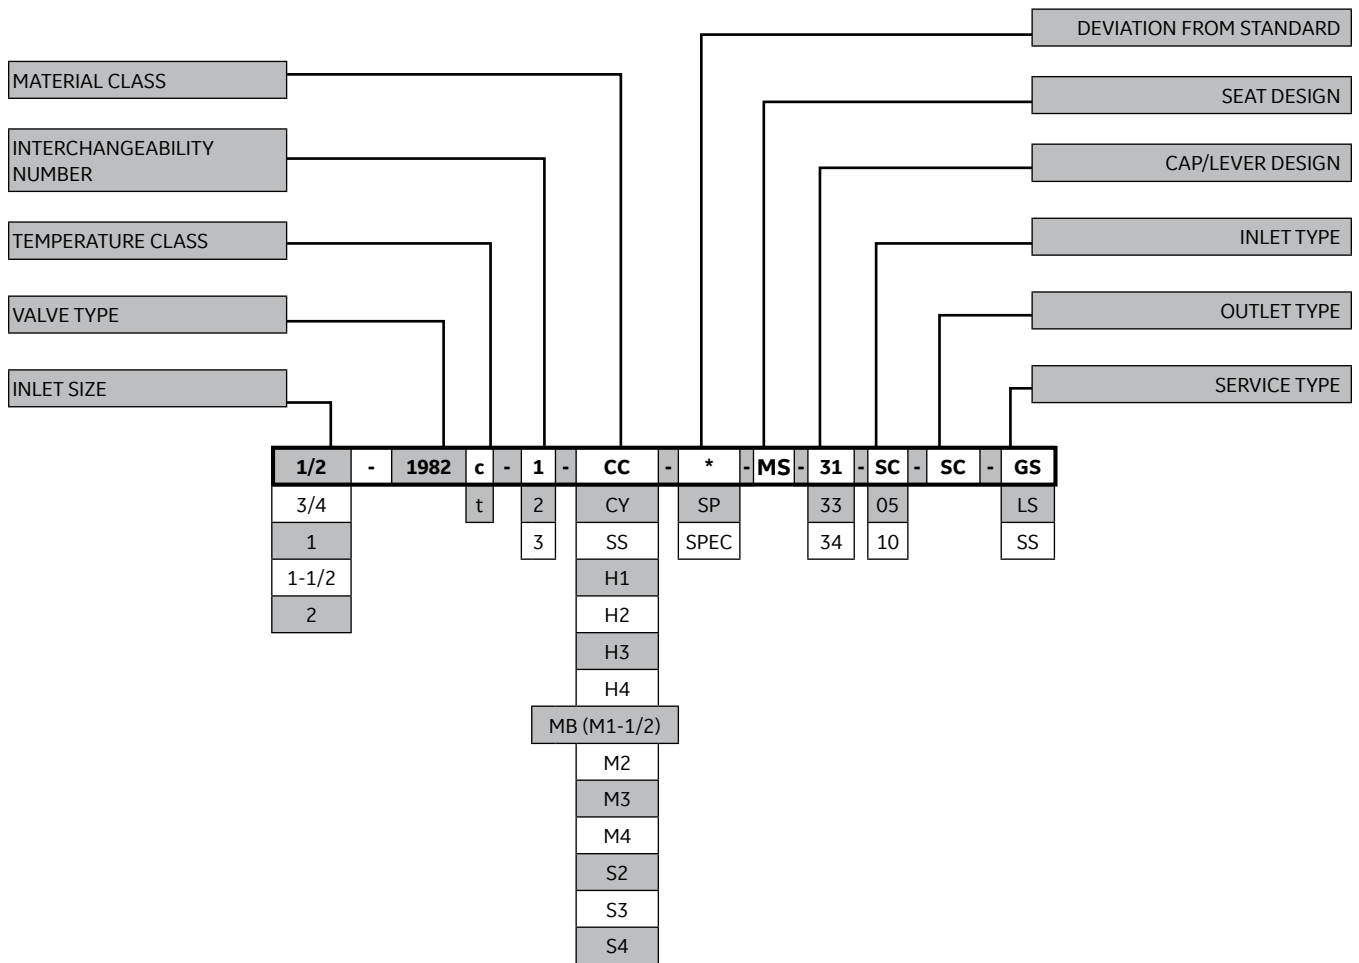 DEVIATION FROM STANDARD
MATERIAL CLASS
SEAT DESIGN
INTERCHANGEABILITY
NUMBER
CAP/LEVER DESIGN
TEMPERATURE CLASS
INLET TYPE
VALVE TYPE
OUTLET TYPE
INLET SIZE
SERVICE TYPE
1/2 - 1982 c - 1 - CC - * - MS - 31 - SC - SC - GS
3/4 t 2 CY SP 33 05 LS
1 3 SS SPEC 34 10 SS
1-1/2 H1
2 H2
H3
H4
MB (M1-1/2)
M2
M3
M4
S2
S3
S4